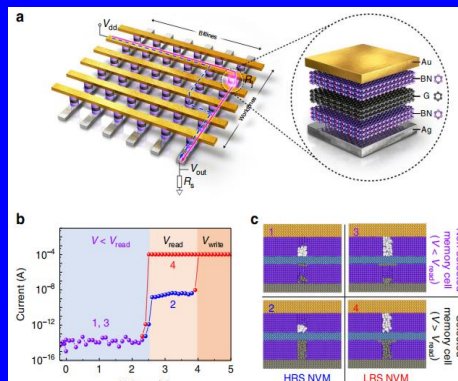 a
V_dd
Bitlines
R
Wordlines
V_out
R_s
Au
BN
G
BN
Ag
b
V < V_read
V_read
V_write
Current (A)
10^-4
10^-8
10^-12
10^-16
4
2
1, 3
0
1
2
3
4
5
c
1
3
2
4
memory cell
(V < V_read)
memory cell
(V > V_read)
HRS NVM
LRS NVM